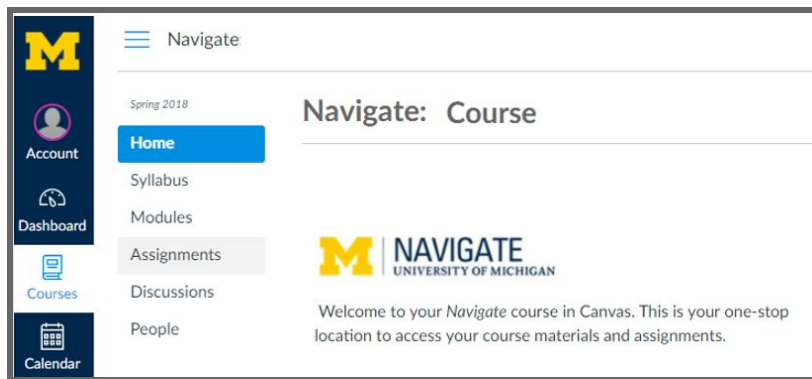 M
Navigate:
Account
Dashboard
Courses
Calendar
Spring 2018
Home
Syllabus
Modules
Assignments
Discussions
People
Navigate: Course
M NAVIGATE
UNIVERSITY OF MICHIGAN
Welcome to your Navigate course in Canvas. This is your one-stop
location to access your course materials and assignments.